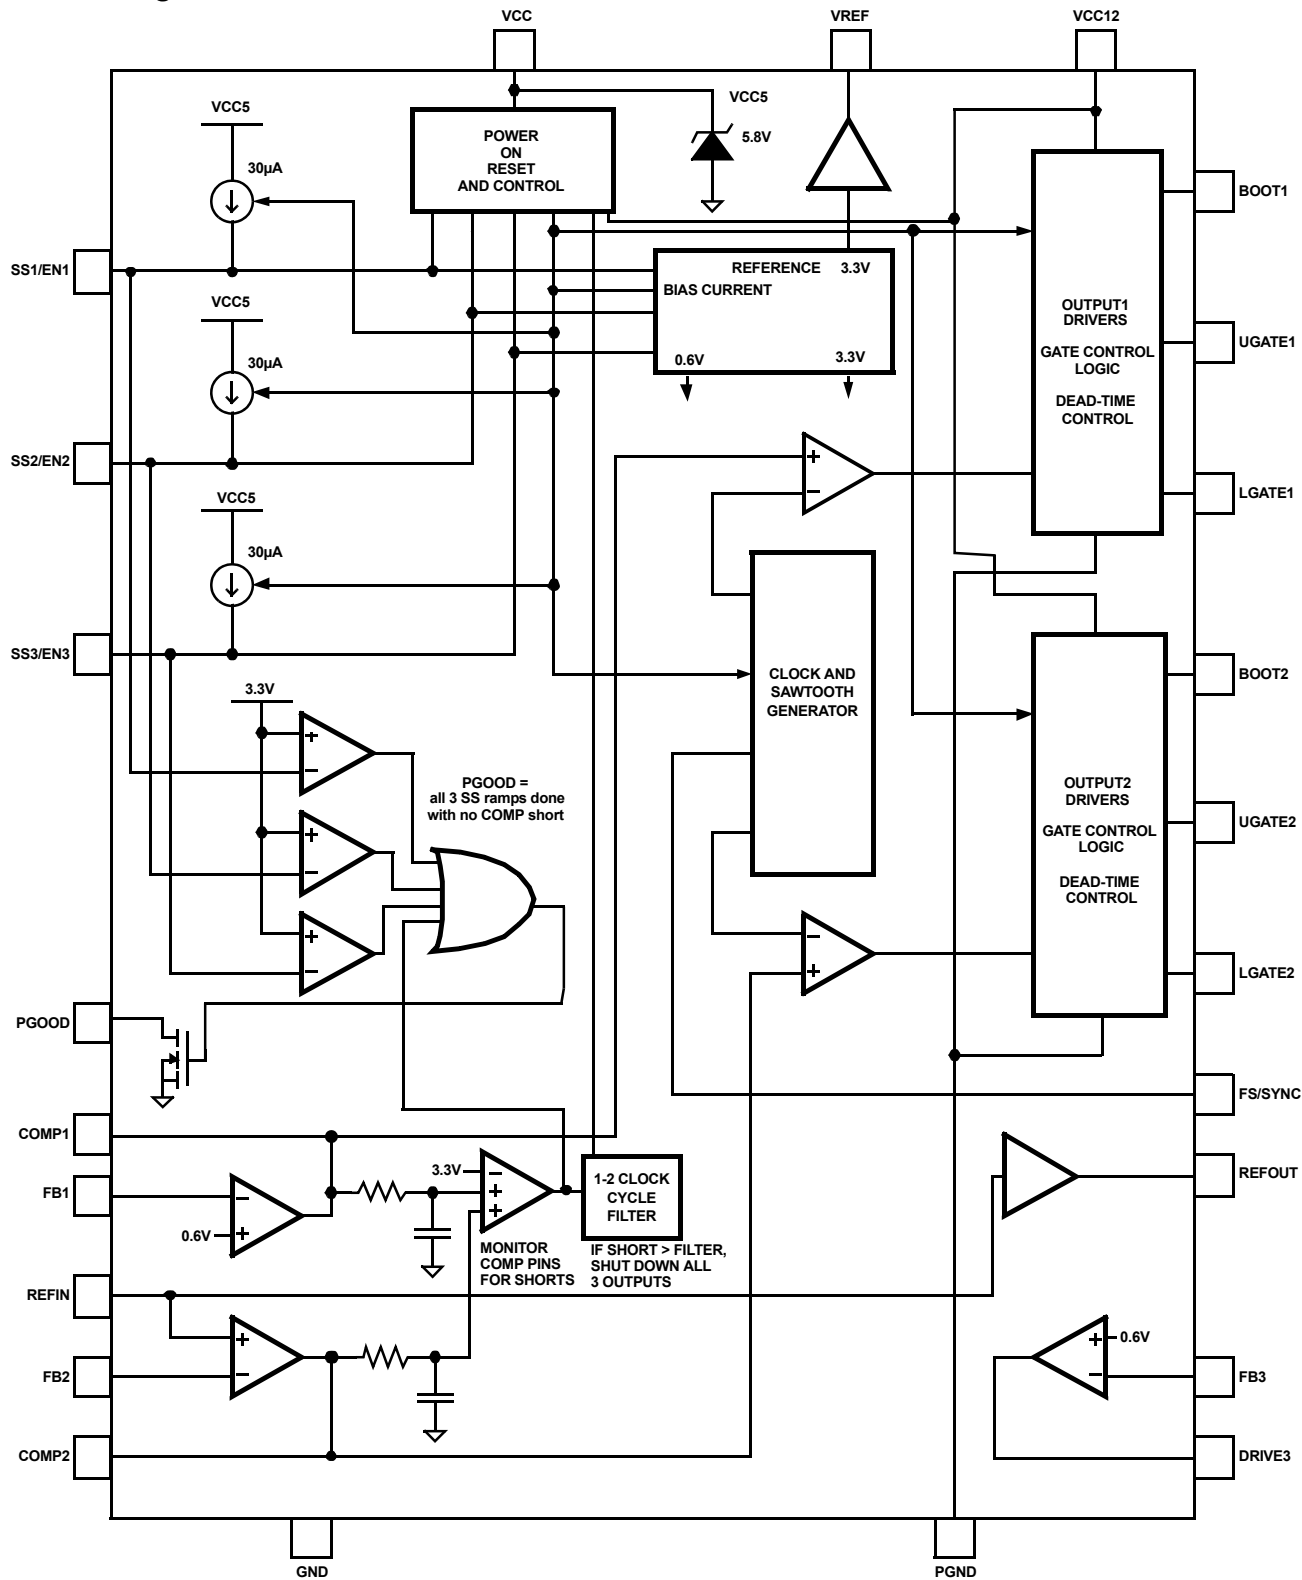 VCC
VREF
VCC12
VCC5
VCC5
5.8V
POWER
ON
RESET
AND CONTROL
30µA
BOOT1
SS1/EN1
REFERENCE 3.3V
BIAS CURRENT
0.6V
3.3V
VCC5
30µA
OUTPUT1
DRIVERS
GATE CONTROL
LOGIC
DEAD-TIME
CONTROL
UGATE1
SS2/EN2
+
−
LGATE1
VCC5
30µA
SS3/EN3
CLOCK AND
SAWTOOTH
GENERATOR
BOOT2
3.3V
+
−
PGOOD =
all 3 SS ramps done
with no COMP short
OUTPUT2
DRIVERS
GATE CONTROL
LOGIC
DEAD-TIME
CONTROL
UGATE2
+
−
+
−
−
+
LGATE2
PGOOD
FS/SYNC
COMP1
FB1
−
0.6V
+
3.3V
−
+
+
1-2 CLOCK
CYCLE
FILTER
REFOUT
MONITOR
COMP PINS
FOR SHORTS
IF SHORT > FILTER,
SHUT DOWN ALL
3 OUTPUTS
REFIN
+
−
FB2
+
0.6V
−
FB3
COMP2
DRIVE3
GND
PGND